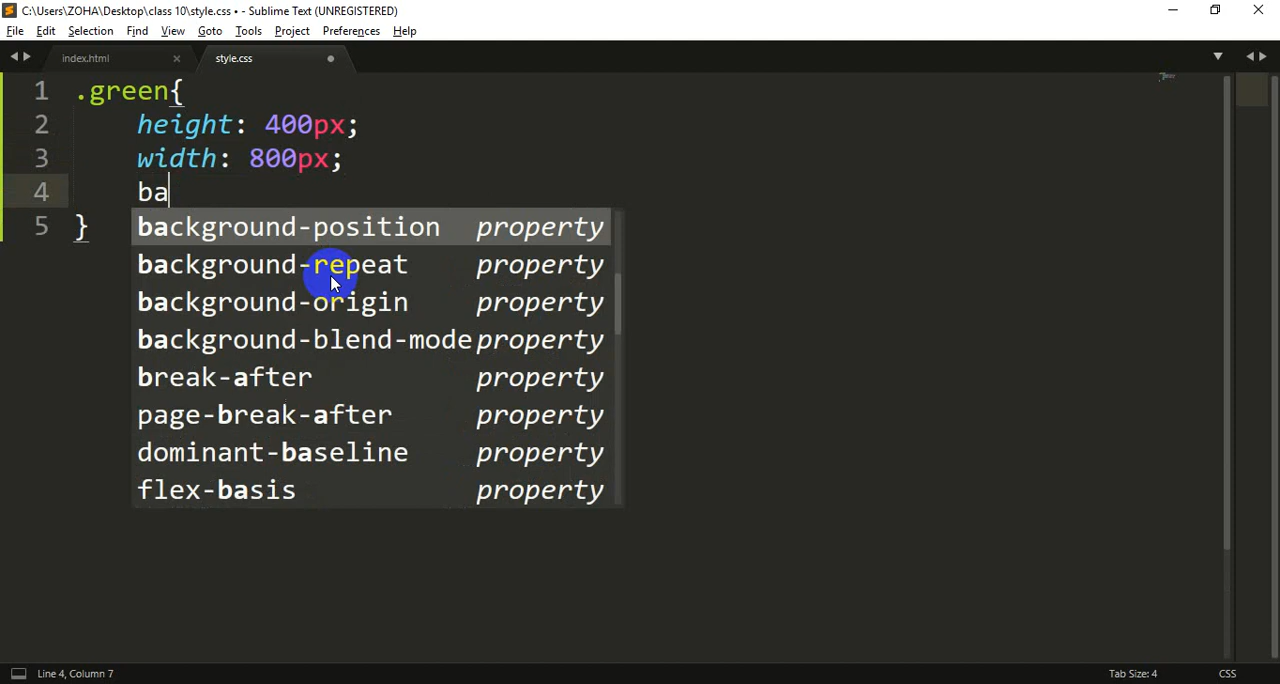 C:\Users\ZOHA\Desktop\class 10\style.css • - Sublime Text (UNREGISTERED)
File Edit Selection Find View Goto Tools Project Preferences Help
index.html style.css
1 .green{
2 height: 400px;
3 width: 800px;
4 ba
5 }
background-position property
background-repeat property
background-origin property
background-blend-mode property
break-after property
page-break-after property
dominant-baseline property
flex-basis property
Line 4, Column 7 Tab Size: 4 CSS